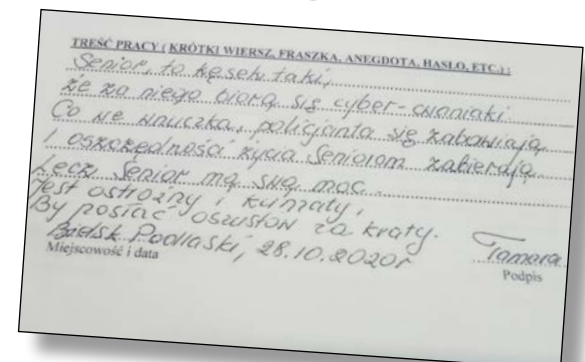 TREŚĆ PRACY ( KRÓTKI WIERSZ, FRASZKA, ANEGDOTA, HASŁO, ETC.) :
Senior, to kąsek taki,
że za niego biorą się cyber-cwaniaki.
Co we wnuczka, policjanta się zabawiają,
I oszczędności życia Seniorom zabierają.
Lecz Senior ma swą moc.
Jest ostrożny i kumaty,
By posłać oszustów za kraty.
Bielsk Podlaski, 28.10.2020r
Tamara
Miejscowość i data
Podpis